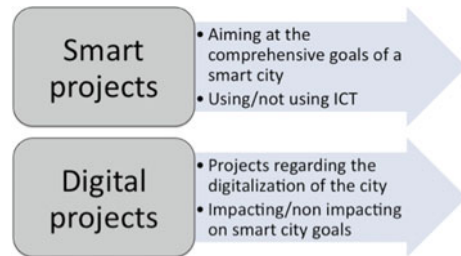 Smart
projects
• Aiming at the
comprehensive goals of a
smart city
• Using/not using ICT
Digital
projects
• Projects regarding the
digitalization of the city
• Impacting/non impacting
on smart city goals